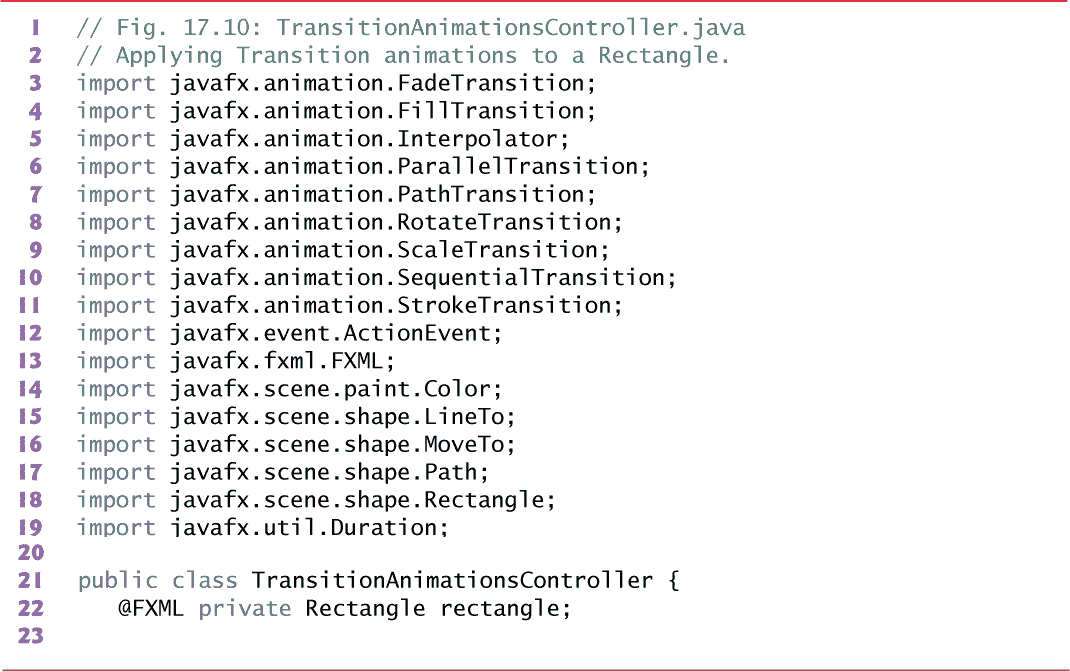 1 // Fig. 17.10: TransitionAnimationsController.java
2 // Applying Transition animations to a Rectangle.
3 import javafx.animation.FadeTransition;
4 import javafx.animation.FillTransition;
5 import javafx.animation.Interpolator;
6 import javafx.animation.ParallelTransition;
7 import javafx.animation.PathTransition;
8 import javafx.animation.RotateTransition;
9 import javafx.animation.ScaleTransition;
10 import javafx.animation.SequentialTransition;
11 import javafx.animation.StrokeTransition;
12 import javafx.event.ActionEvent;
13 import javafx.fxml.FXML;
14 import javafx.scene.paint.Color;
15 import javafx.scene.shape.LineTo;
16 import javafx.scene.shape.MoveTo;
17 import javafx.scene.shape.Path;
18 import javafx.scene.shape.Rectangle;
19 import javafx.util.Duration;
20
21 public class TransitionAnimationsController {
22    @FXML private Rectangle rectangle;
23